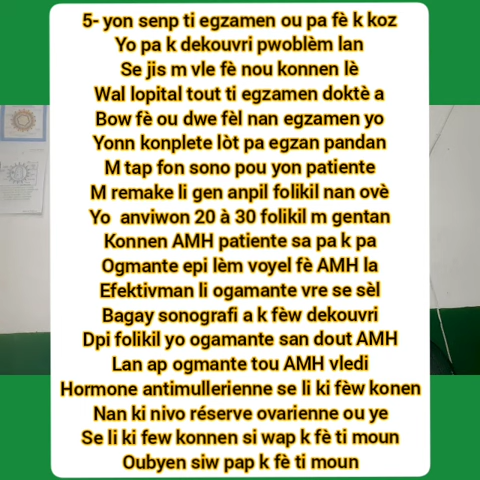 5- yon senp ti egzamen ou pa fè k koz
Yo pa k dekouvri pwoblèm lan
Se jis m vle fè nou konnen lè
Wal lopital tout ti egzamen doktè a
Bow fè ou dwe fèl nan egzamen yo
Yonn konplete lòt pa egzan pandan
M tap fon sono pou yon patiente
M remake li gen anpil folikil nan ovè
Yo anviwon 20 à 30 folikil m gentan
Konnen AMH patiente sa pa k pa
Ogmante epi lèm voyel fè AMH la
Efektivman li ogamante vre se sèl
Bagay sonografi a k fèw dekouvri
Dpi folikil yo ogamante san dout AMH
Lan ap ogmante tou AMH vledi
Hormone antimullerienne se li ki fèw konen
Nan ki nivo réserve ovarienne ou ye
Se li ki few konnen si wap k fè ti moun
Oubyen siw pap k fè ti moun